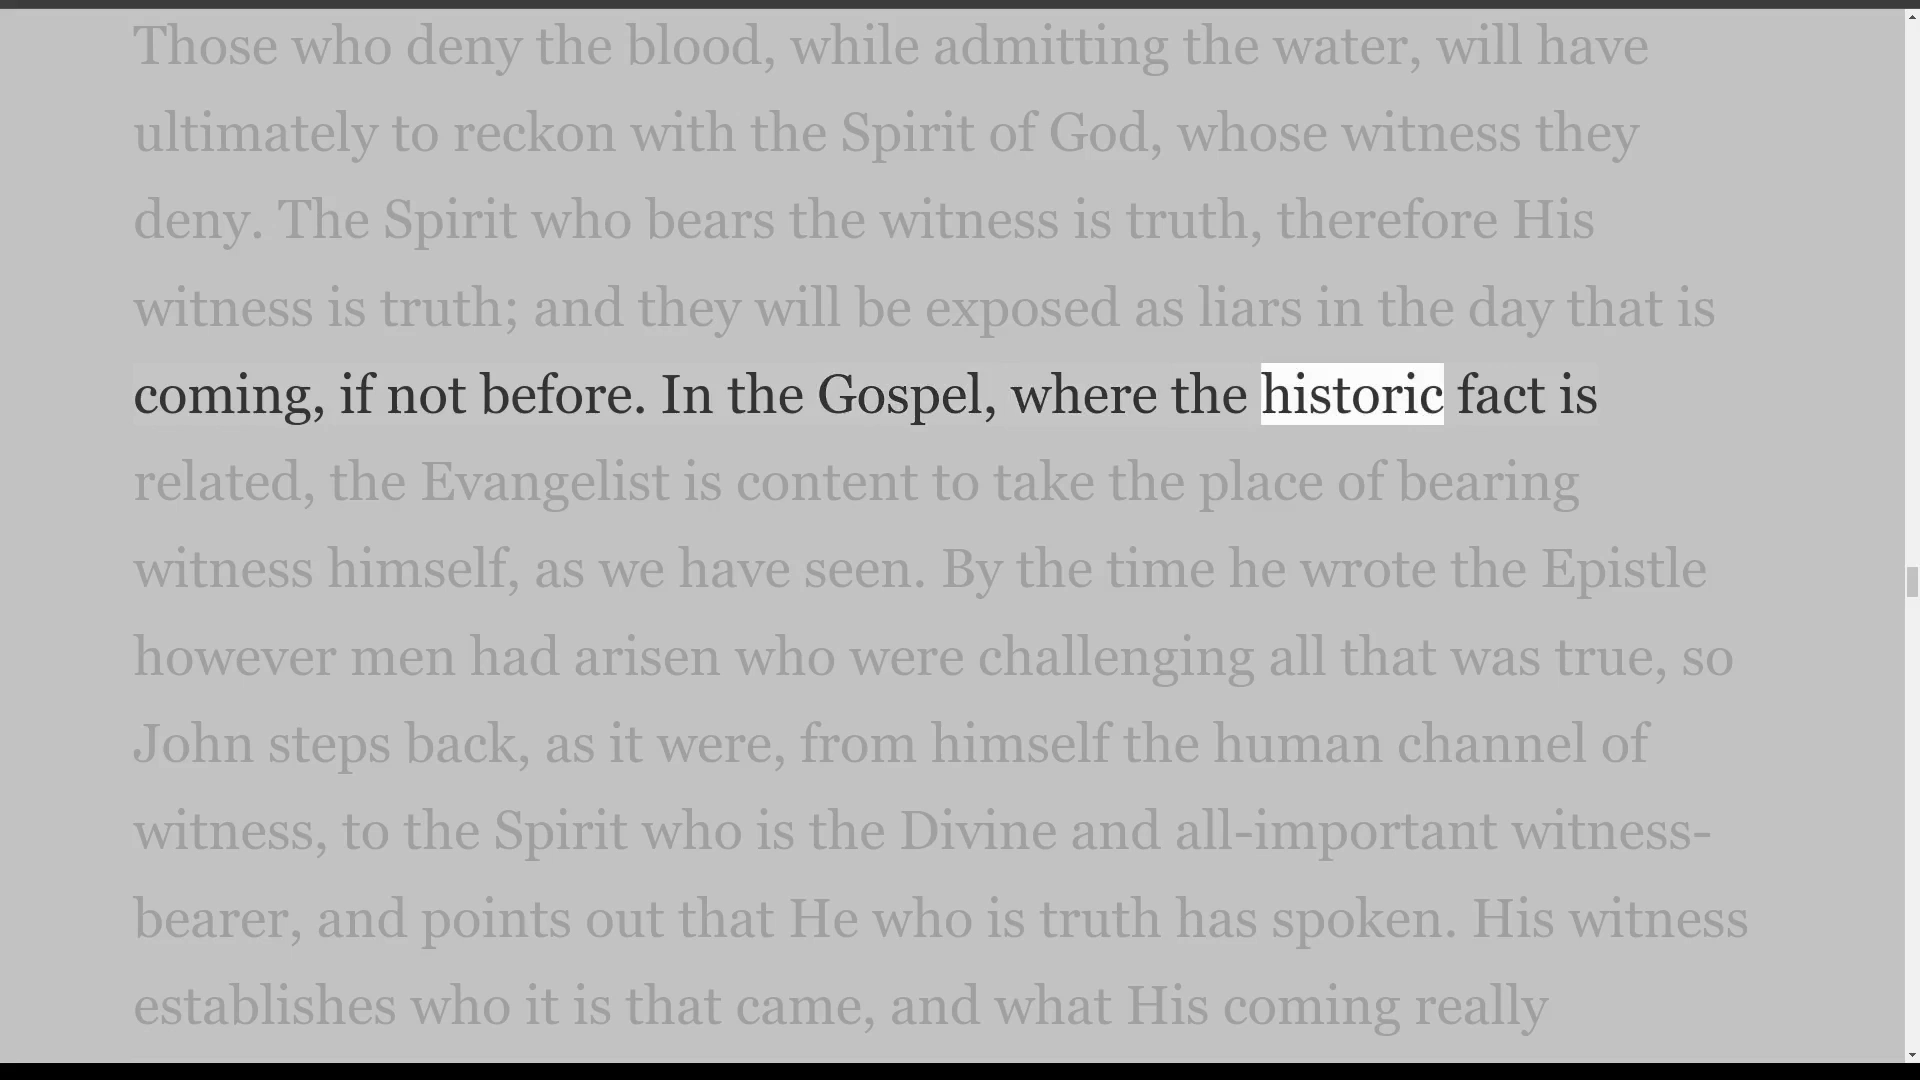 Those who deny the blood, while admitting the water, will have
ultimately to reckon with the Spirit of God, whose witness they
deny. The Spirit who bears the witness is truth, therefore His
witness is truth; and they will be exposed as liars in the day that is
coming, if not before. In the Gospel, where the historic fact is
related, the Evangelist is content to take the place of bearing
witness himself, as we have seen. By the time he wrote the Epistle
however men had arisen who were challenging all that was true, so
John steps back, as it were, from himself the human channel of
witness, to the Spirit who is the Divine and all-important witness-
bearer, and points out that He who is truth has spoken. His witness
establishes who it is that came, and what His coming really